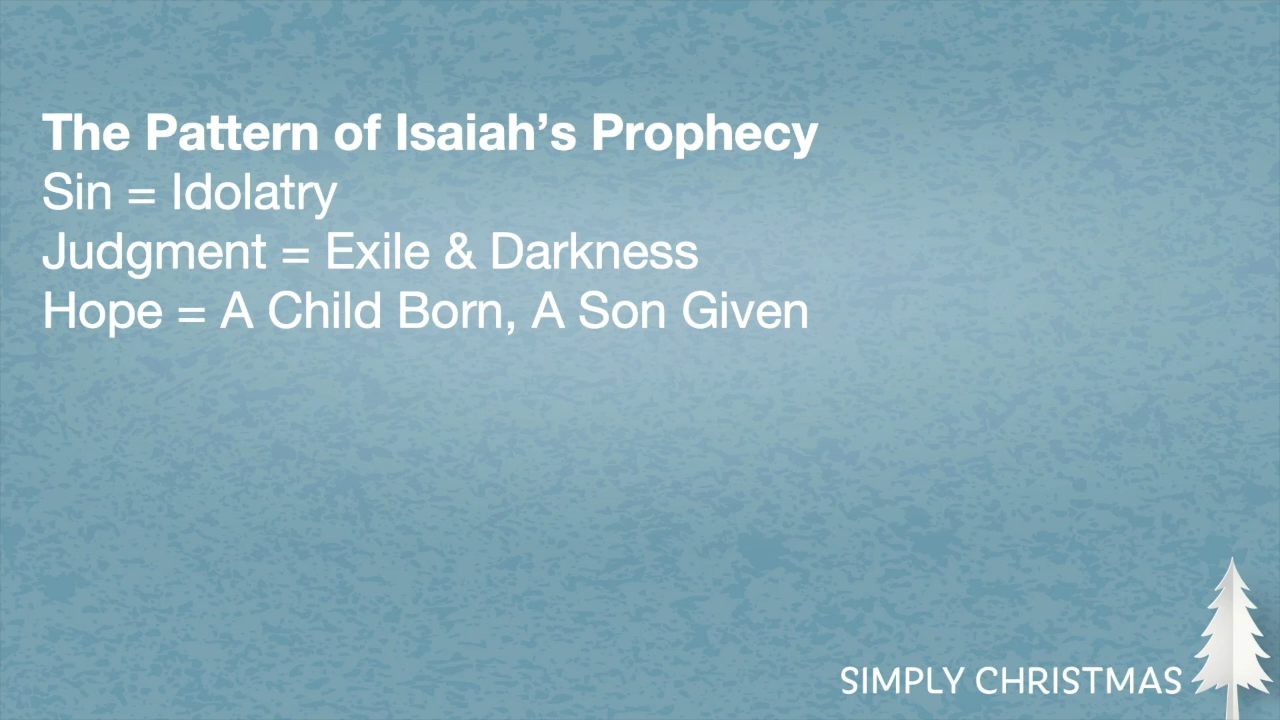 The Pattern of Isaiah’s Prophecy
Sin = Idolatry
Judgment = Exile & Darkness
Hope = A Child Born, A Son Given
SIMPLY CHRISTMAS